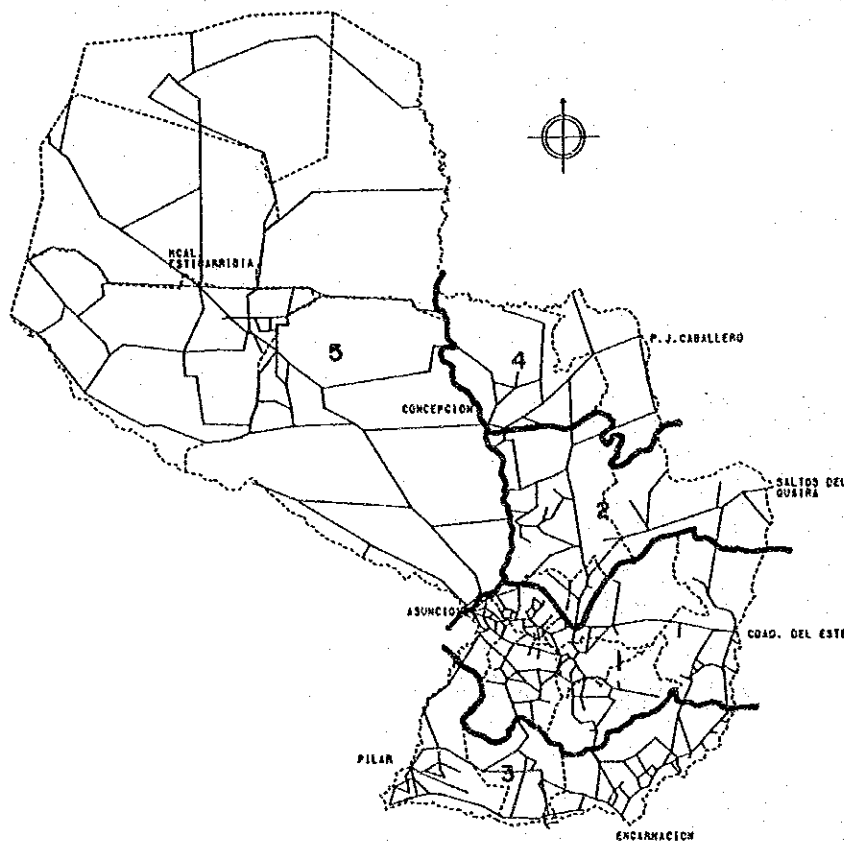 MCAL.
ESTIGARRIBIA
P.J.CABALLERO
5
4
CONCEPCION
SALTOS DEL
GUAIRA
2
ASUNCION
CDAD. DEL ESTE
1
PILAR
3
ENCARNACION